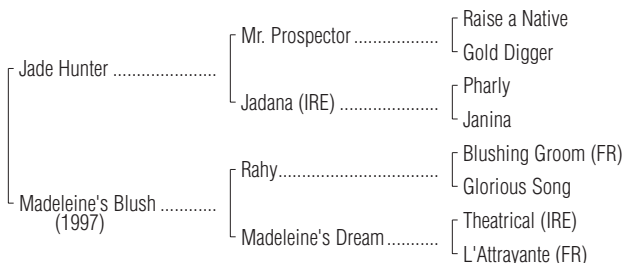 Raise a Native
Mr. Prospector ..................
Gold Digger
Jade Hunter ......................
Pharly
Jadana (IRE) .....................
Janina
Blushing Groom (FR)
Rahy..................................
Glorious Song
Madeleine's Blush ............
(1997)
Theatrical (IRE)
Madeleine's Dream...........
L'Attrayante (FR)